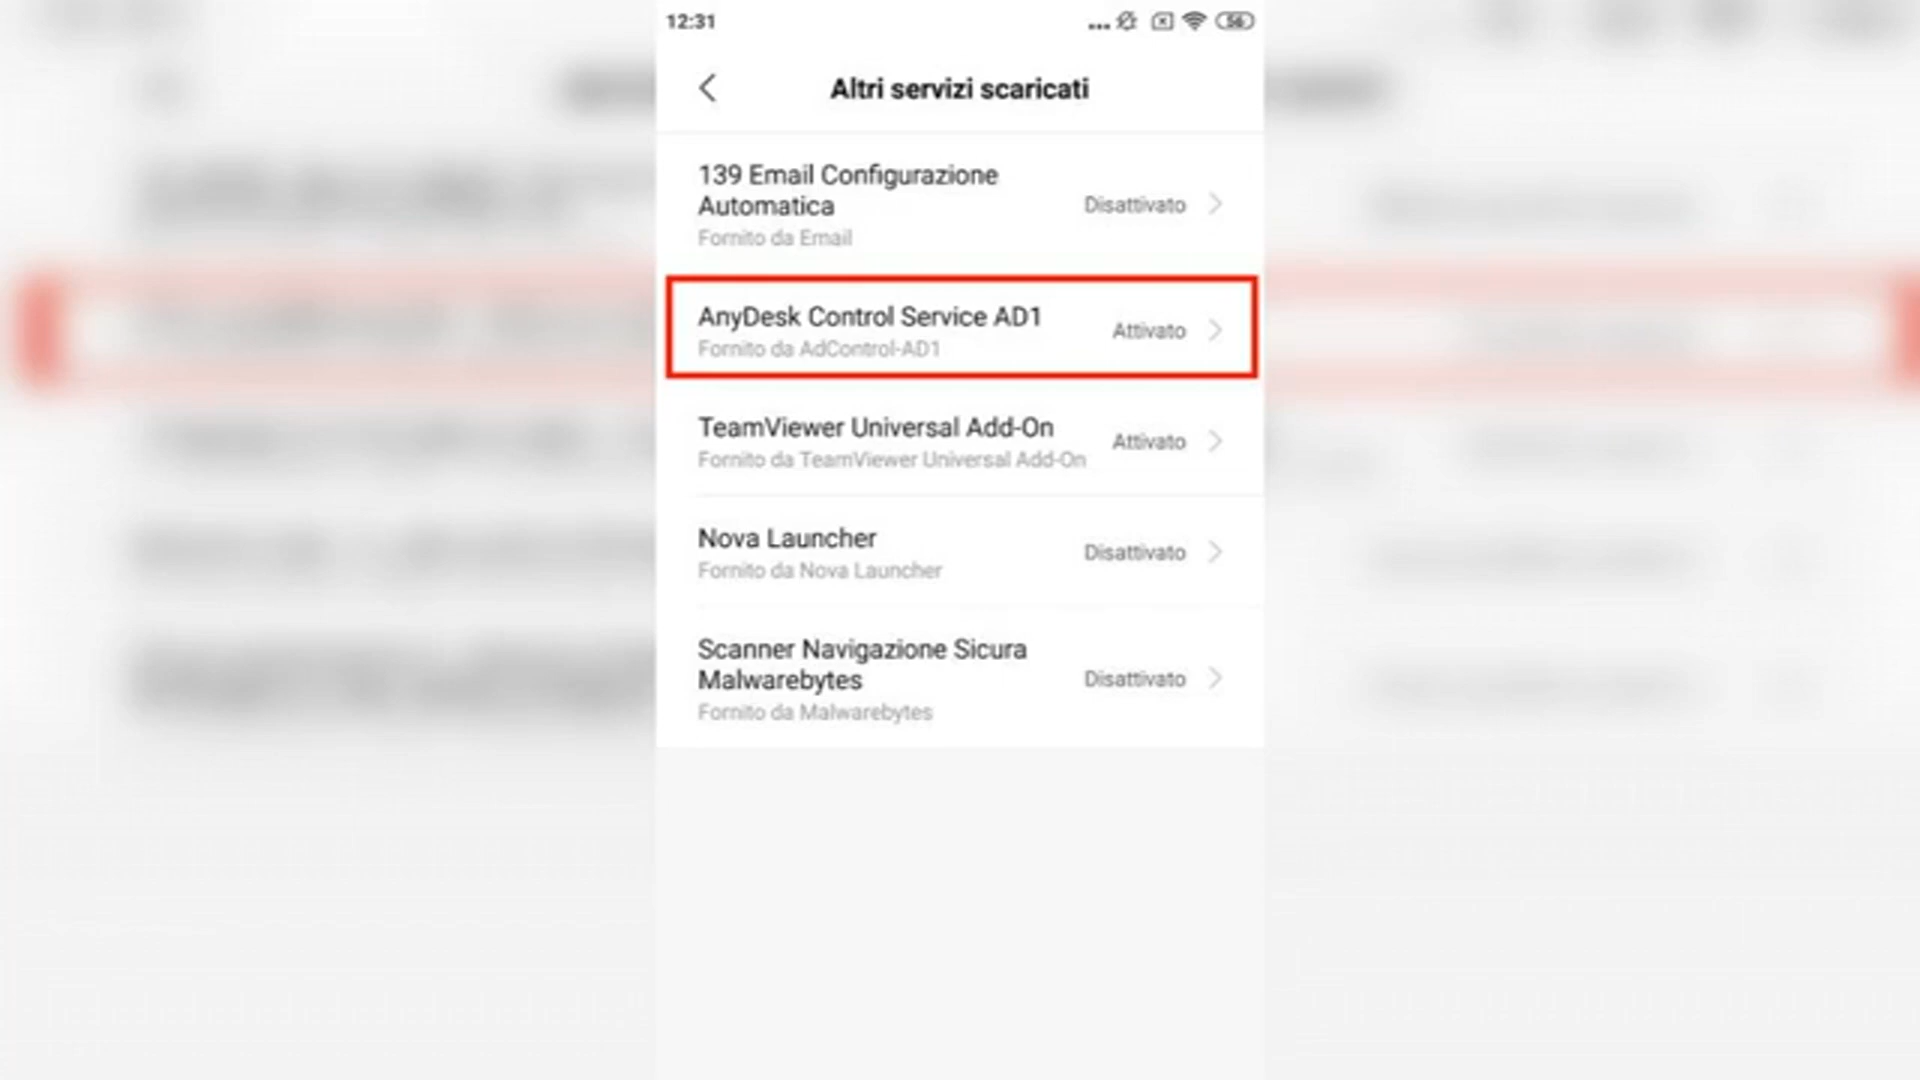 12:31
56
Altri servizi scaricati
139 Email Configurazione
Automatica
Fornito da Email
Disattivato
AnyDesk Control Service AD1
Fornito da AdControl-AD1
Attivato
TeamViewer Universal Add-On
Fornito da TeamViewer Universal Add-On
Attivato
Nova Launcher
Fornito da Nova Launcher
Disattivato
Scanner Navigazione Sicura
Malwarebytes
Fornito da Malwarebytes
Disattivato